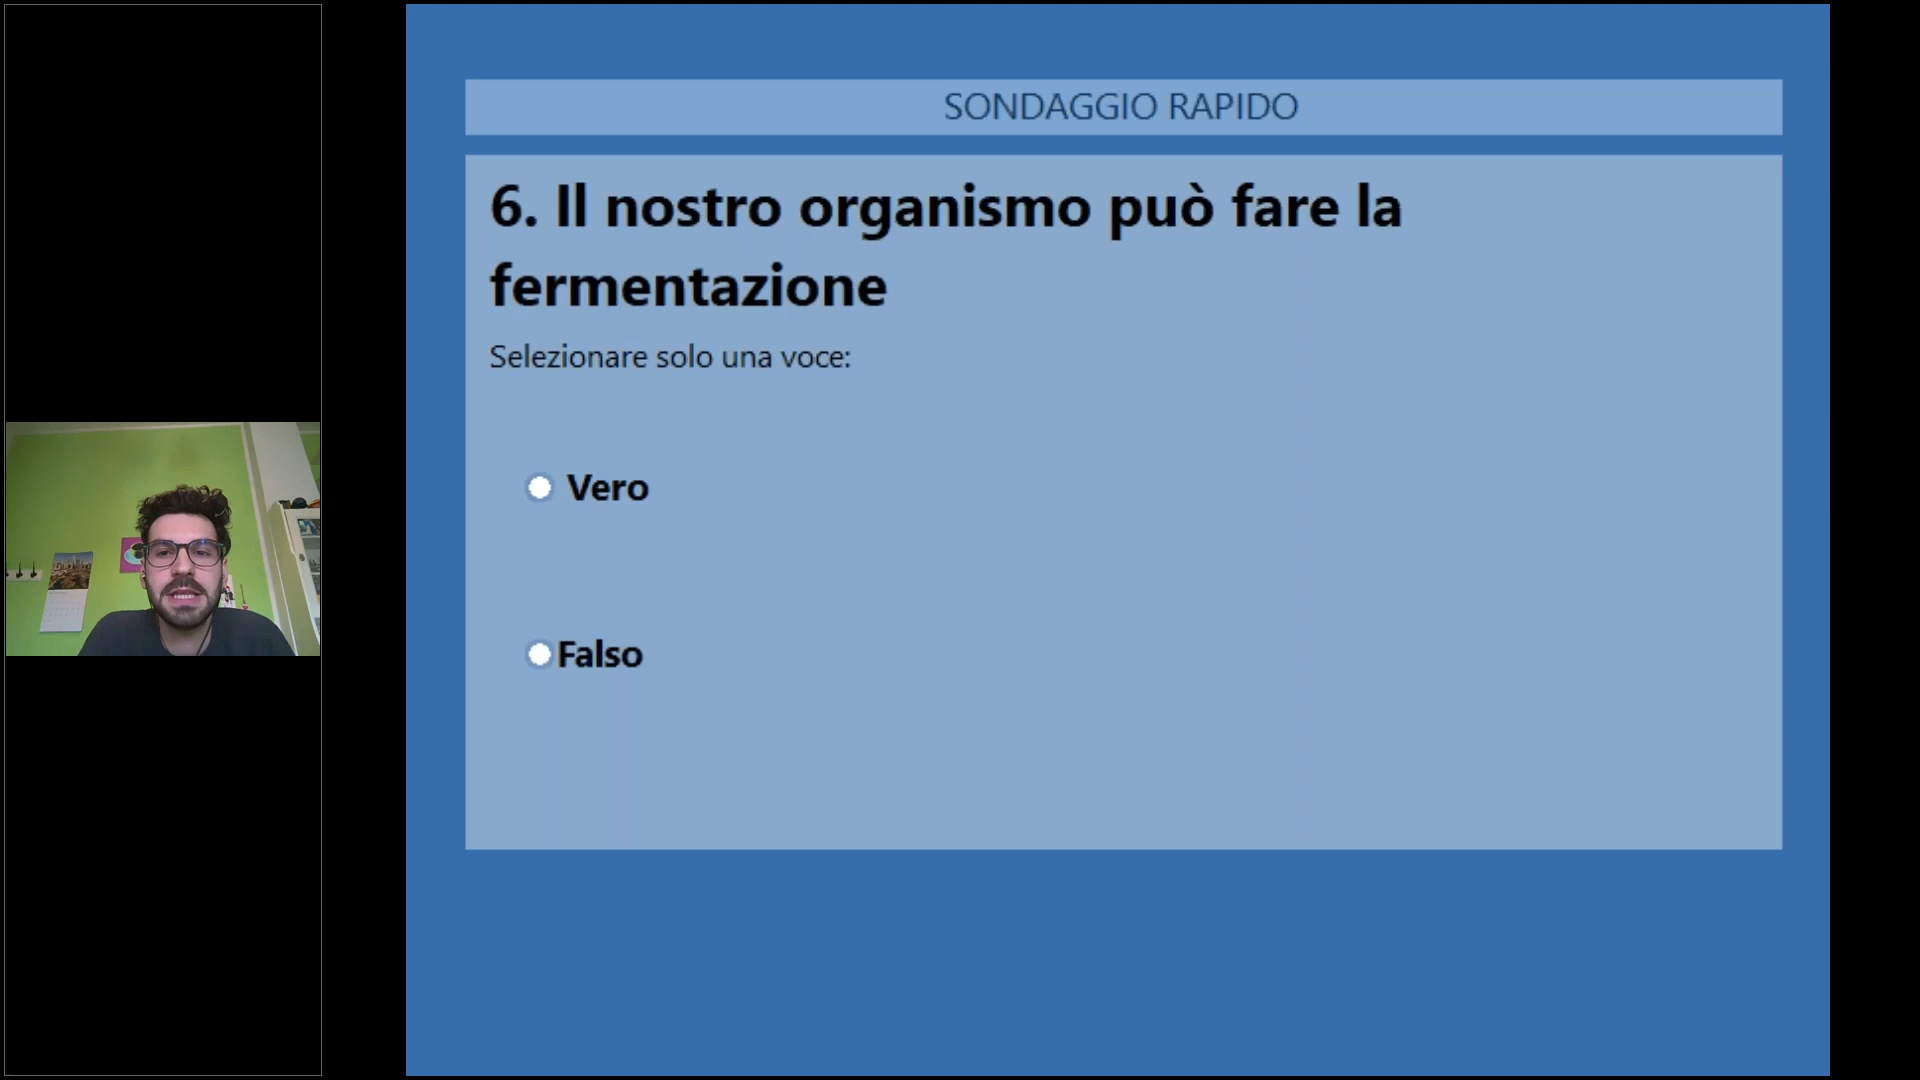 SONDAGGIO RAPIDO
6. Il nostro organismo può fare la
fermentazione
Selezionare solo una voce:
Vero
Falso